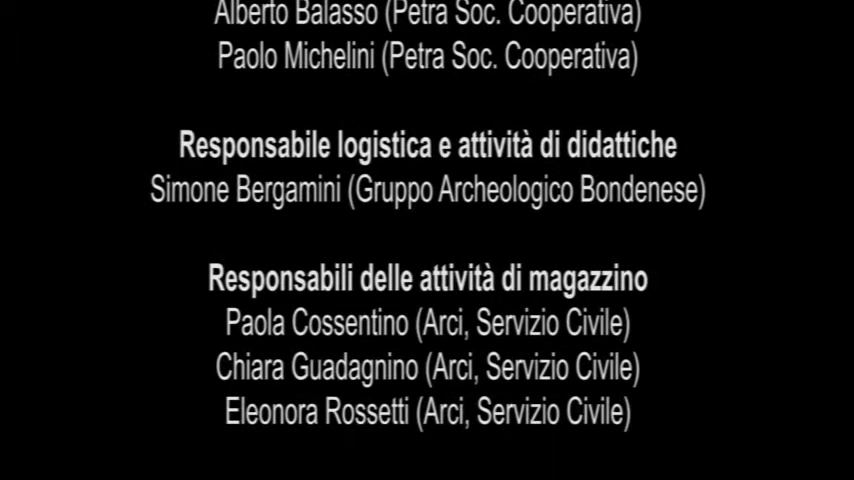 Alberto Balasso (Petra Soc. Cooperativa)
Paolo Michelini (Petra Soc. Cooperativa)
Responsabile logistica e attività di didattiche
Simone Bergamini (Gruppo Archeologico Bondenese)
Responsabili delle attività di magazzino
Paola Cossentino (Arci, Servizio Civile)
Chiara Guadagnino (Arci, Servizio Civile)
Eleonora Rossetti (Arci, Servizio Civile)